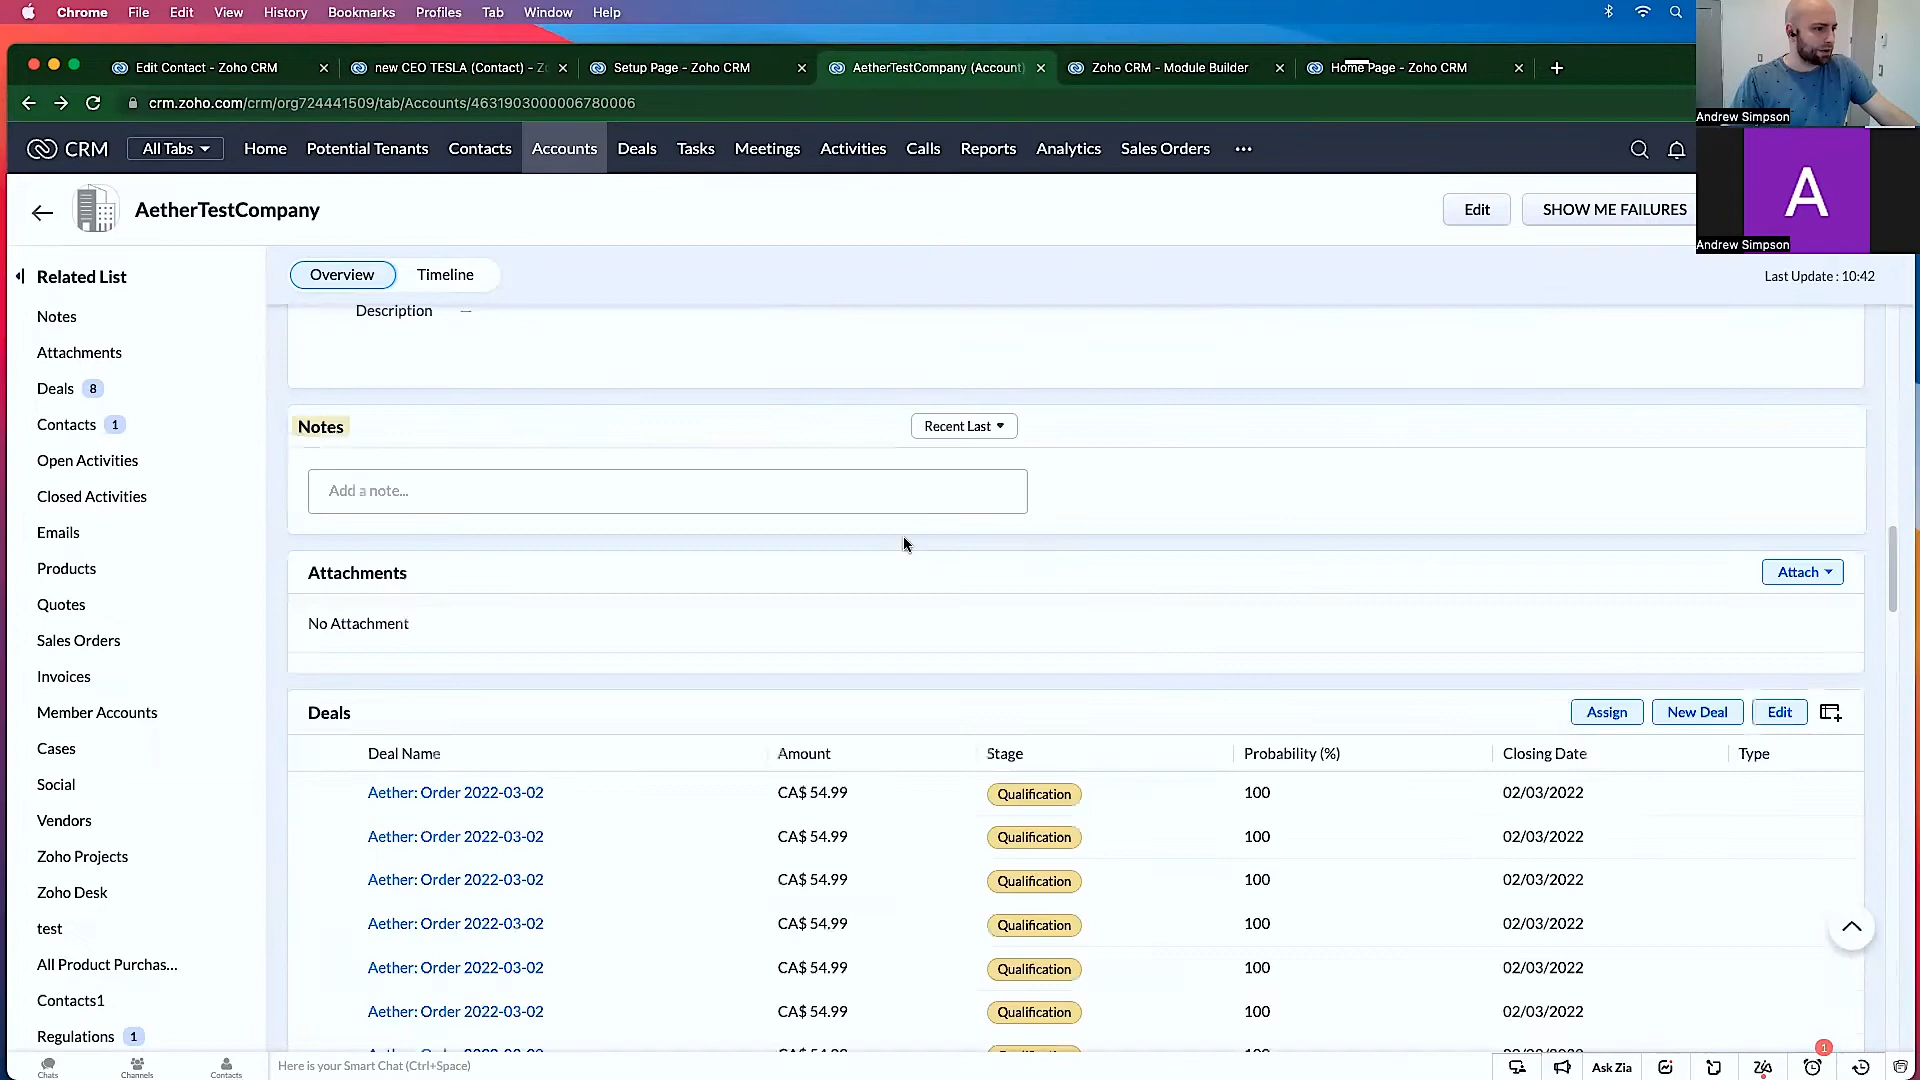 Chrome File Edit View History Bookmarks Profiles Tab Window Help
Edit Contact - Zoho CRM
new CEO TESLA (Contact) - Zo
Setup Page - Zoho CRM
AetherTestCompany (Account)
Zoho CRM - Module Builder
Home Page - Zoho CRM
crm.zoho.com/crm/org724441509/tab/Accounts/4631903000006780006
Andrew Simpson
CRM All Tabs Home Potential Tenants Contacts Accounts Deals Tasks Meetings Activities Calls Reports Analytics Sales Orders ...
A
Andrew Simpson
AetherTestCompany
Edit SHOW ME FAILURES
Related List
Overview Timeline
Last Update : 10:42
Notes
Attachments
Deals 8
Contacts 1
Open Activities
Closed Activities
Emails
Products
Quotes
Sales Orders
Invoices
Member Accounts
Cases
Social
Vendors
Zoho Projects
Zoho Desk
test
All Product Purchas...
Contacts1
Regulations 1
Description —
Notes Recent Last
Add a note...
Attachments Attach
No Attachment
Deals Assign New Deal Edit
Deal Name Amount Stage Probability (%) Closing Date Type
Aether: Order 2022-03-02 CA$ 54.99 Qualification 100 02/03/2022
Aether: Order 2022-03-02 CA$ 54.99 Qualification 100 02/03/2022
Aether: Order 2022-03-02 CA$ 54.99 Qualification 100 02/03/2022
Aether: Order 2022-03-02 CA$ 54.99 Qualification 100 02/03/2022
Aether: Order 2022-03-02 CA$ 54.99 Qualification 100 02/03/2022
Aether: Order 2022-03-02 CA$ 54.99 Qualification 100 02/03/2022
Chats Channels Contacts
Here is your Smart Chat (Ctrl+Space)
Ask Zia
1